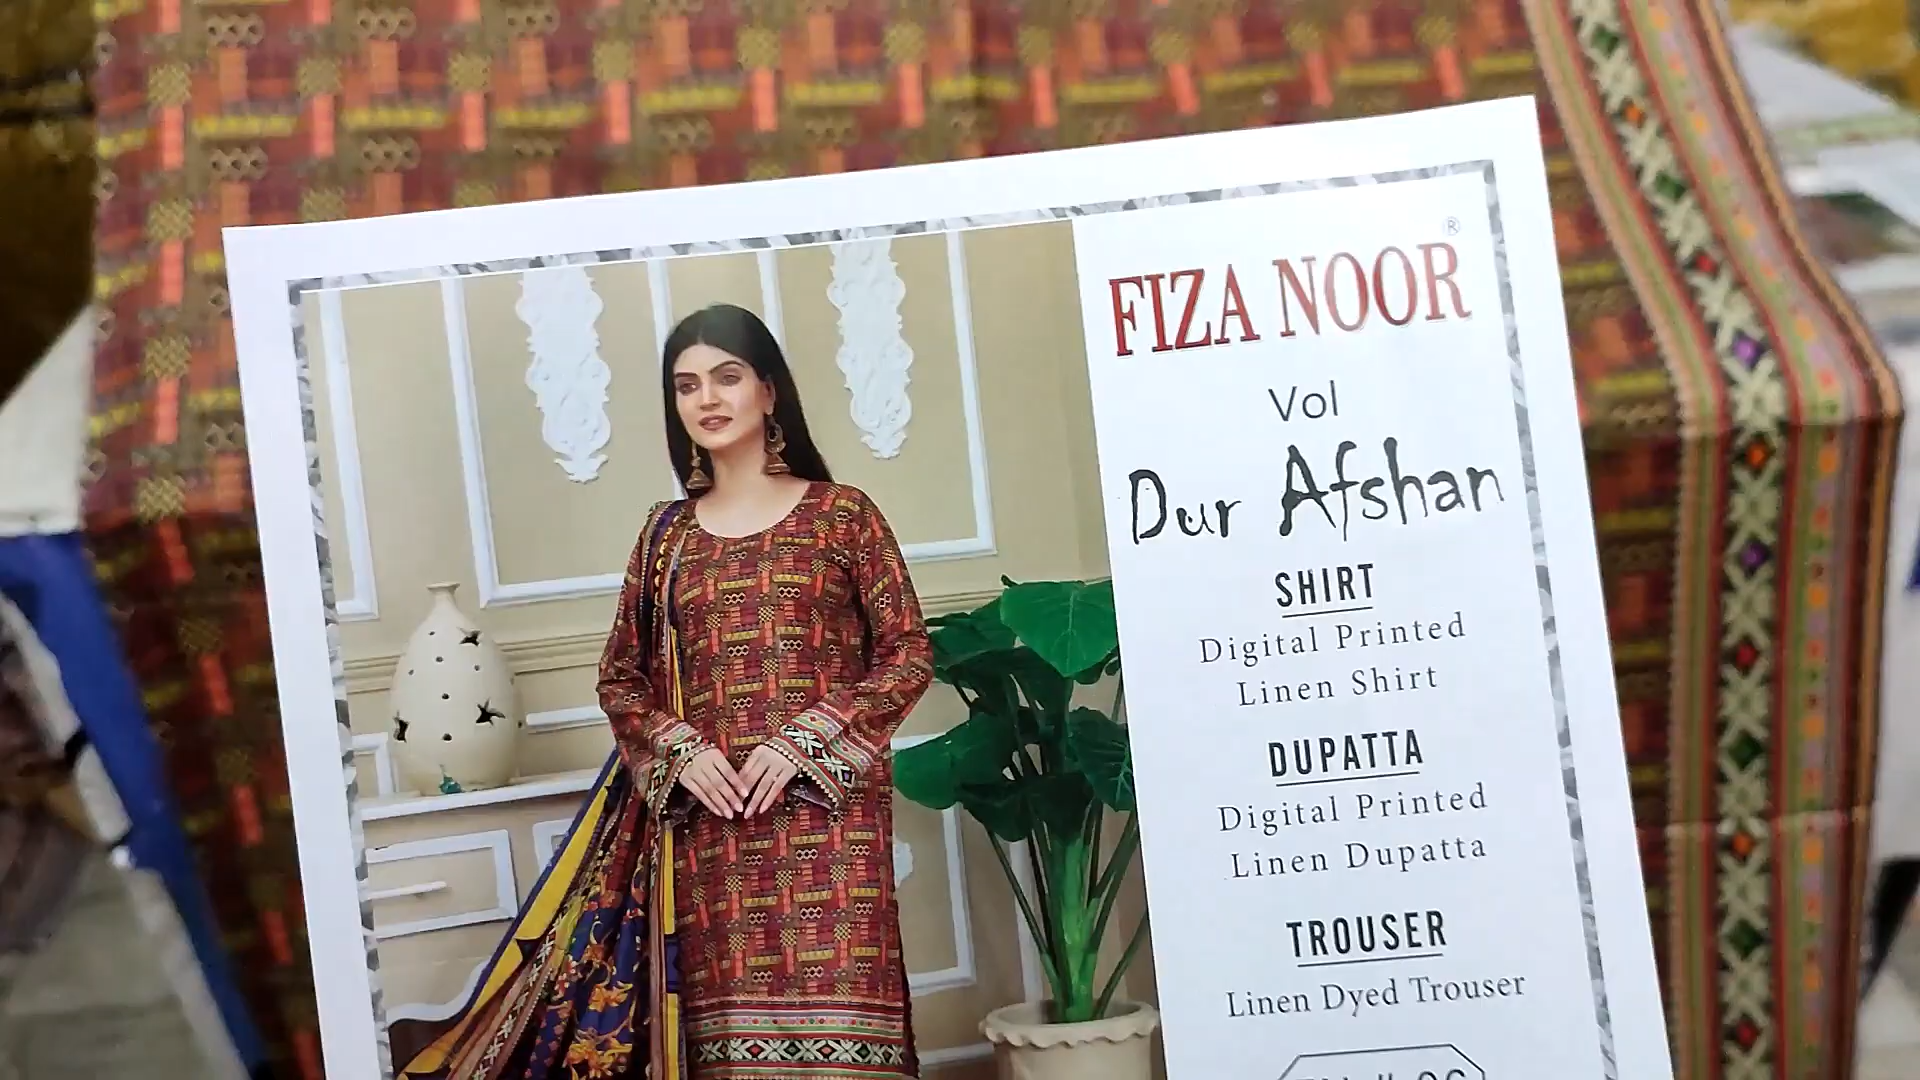 FIZA NOOR®
Vol
Dur Afshan
SHIRT
Digital Printed
Linen Shirt
DUPATTA
Digital Printed
Linen Dupatta
TROUSER
Linen Dyed Trouser